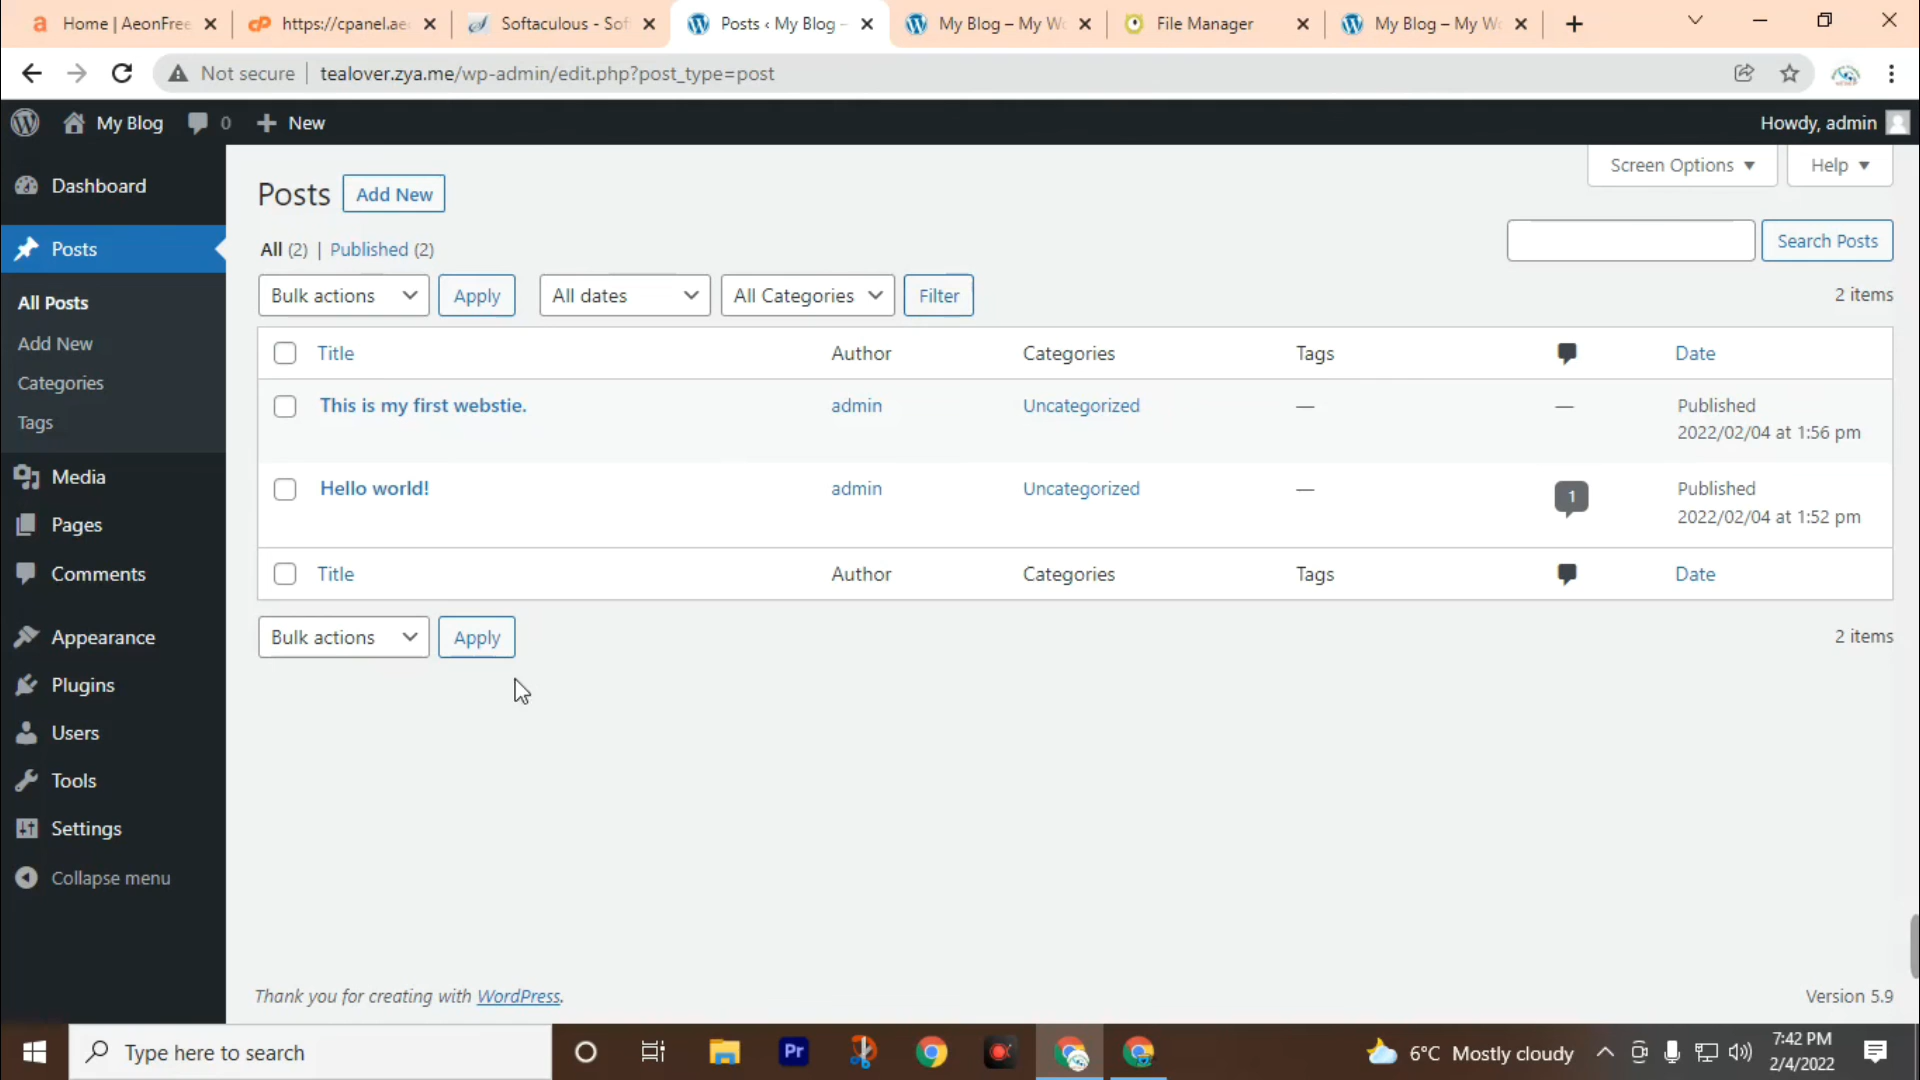 Home | AeonFree
https://cpanel.ae
Softaculous - Sof
Posts ‹ My Blog –
My Blog – My Wo
File Manager
My Blog – My Wo
Not secure | tealover.zya.me/wp-admin/edit.php?post_type=post
My Blog 0 + New
Howdy, admin
Dashboard
Posts
All Posts
Add New
Categories
Tags
Media
Pages
Comments
Appearance
Plugins
Users
Tools
Settings
Collapse menu
Screen Options ▼ Help ▼
Posts Add New
All (2) | Published (2)
Search Posts
Bulk actions Apply All dates All Categories Filter 2 items
Title Author Categories Tags Date
This is my first webstie. admin Uncategorized — — Published
2022/02/04 at 1:56 pm
Hello world! admin Uncategorized — 1 Published
2022/02/04 at 1:52 pm
Title Author Categories Tags Date
Bulk actions Apply 2 items
Thank you for creating with WordPress. Version 5.9
Type here to search
Pr
6°C Mostly cloudy
7:42 PM
2/4/2022